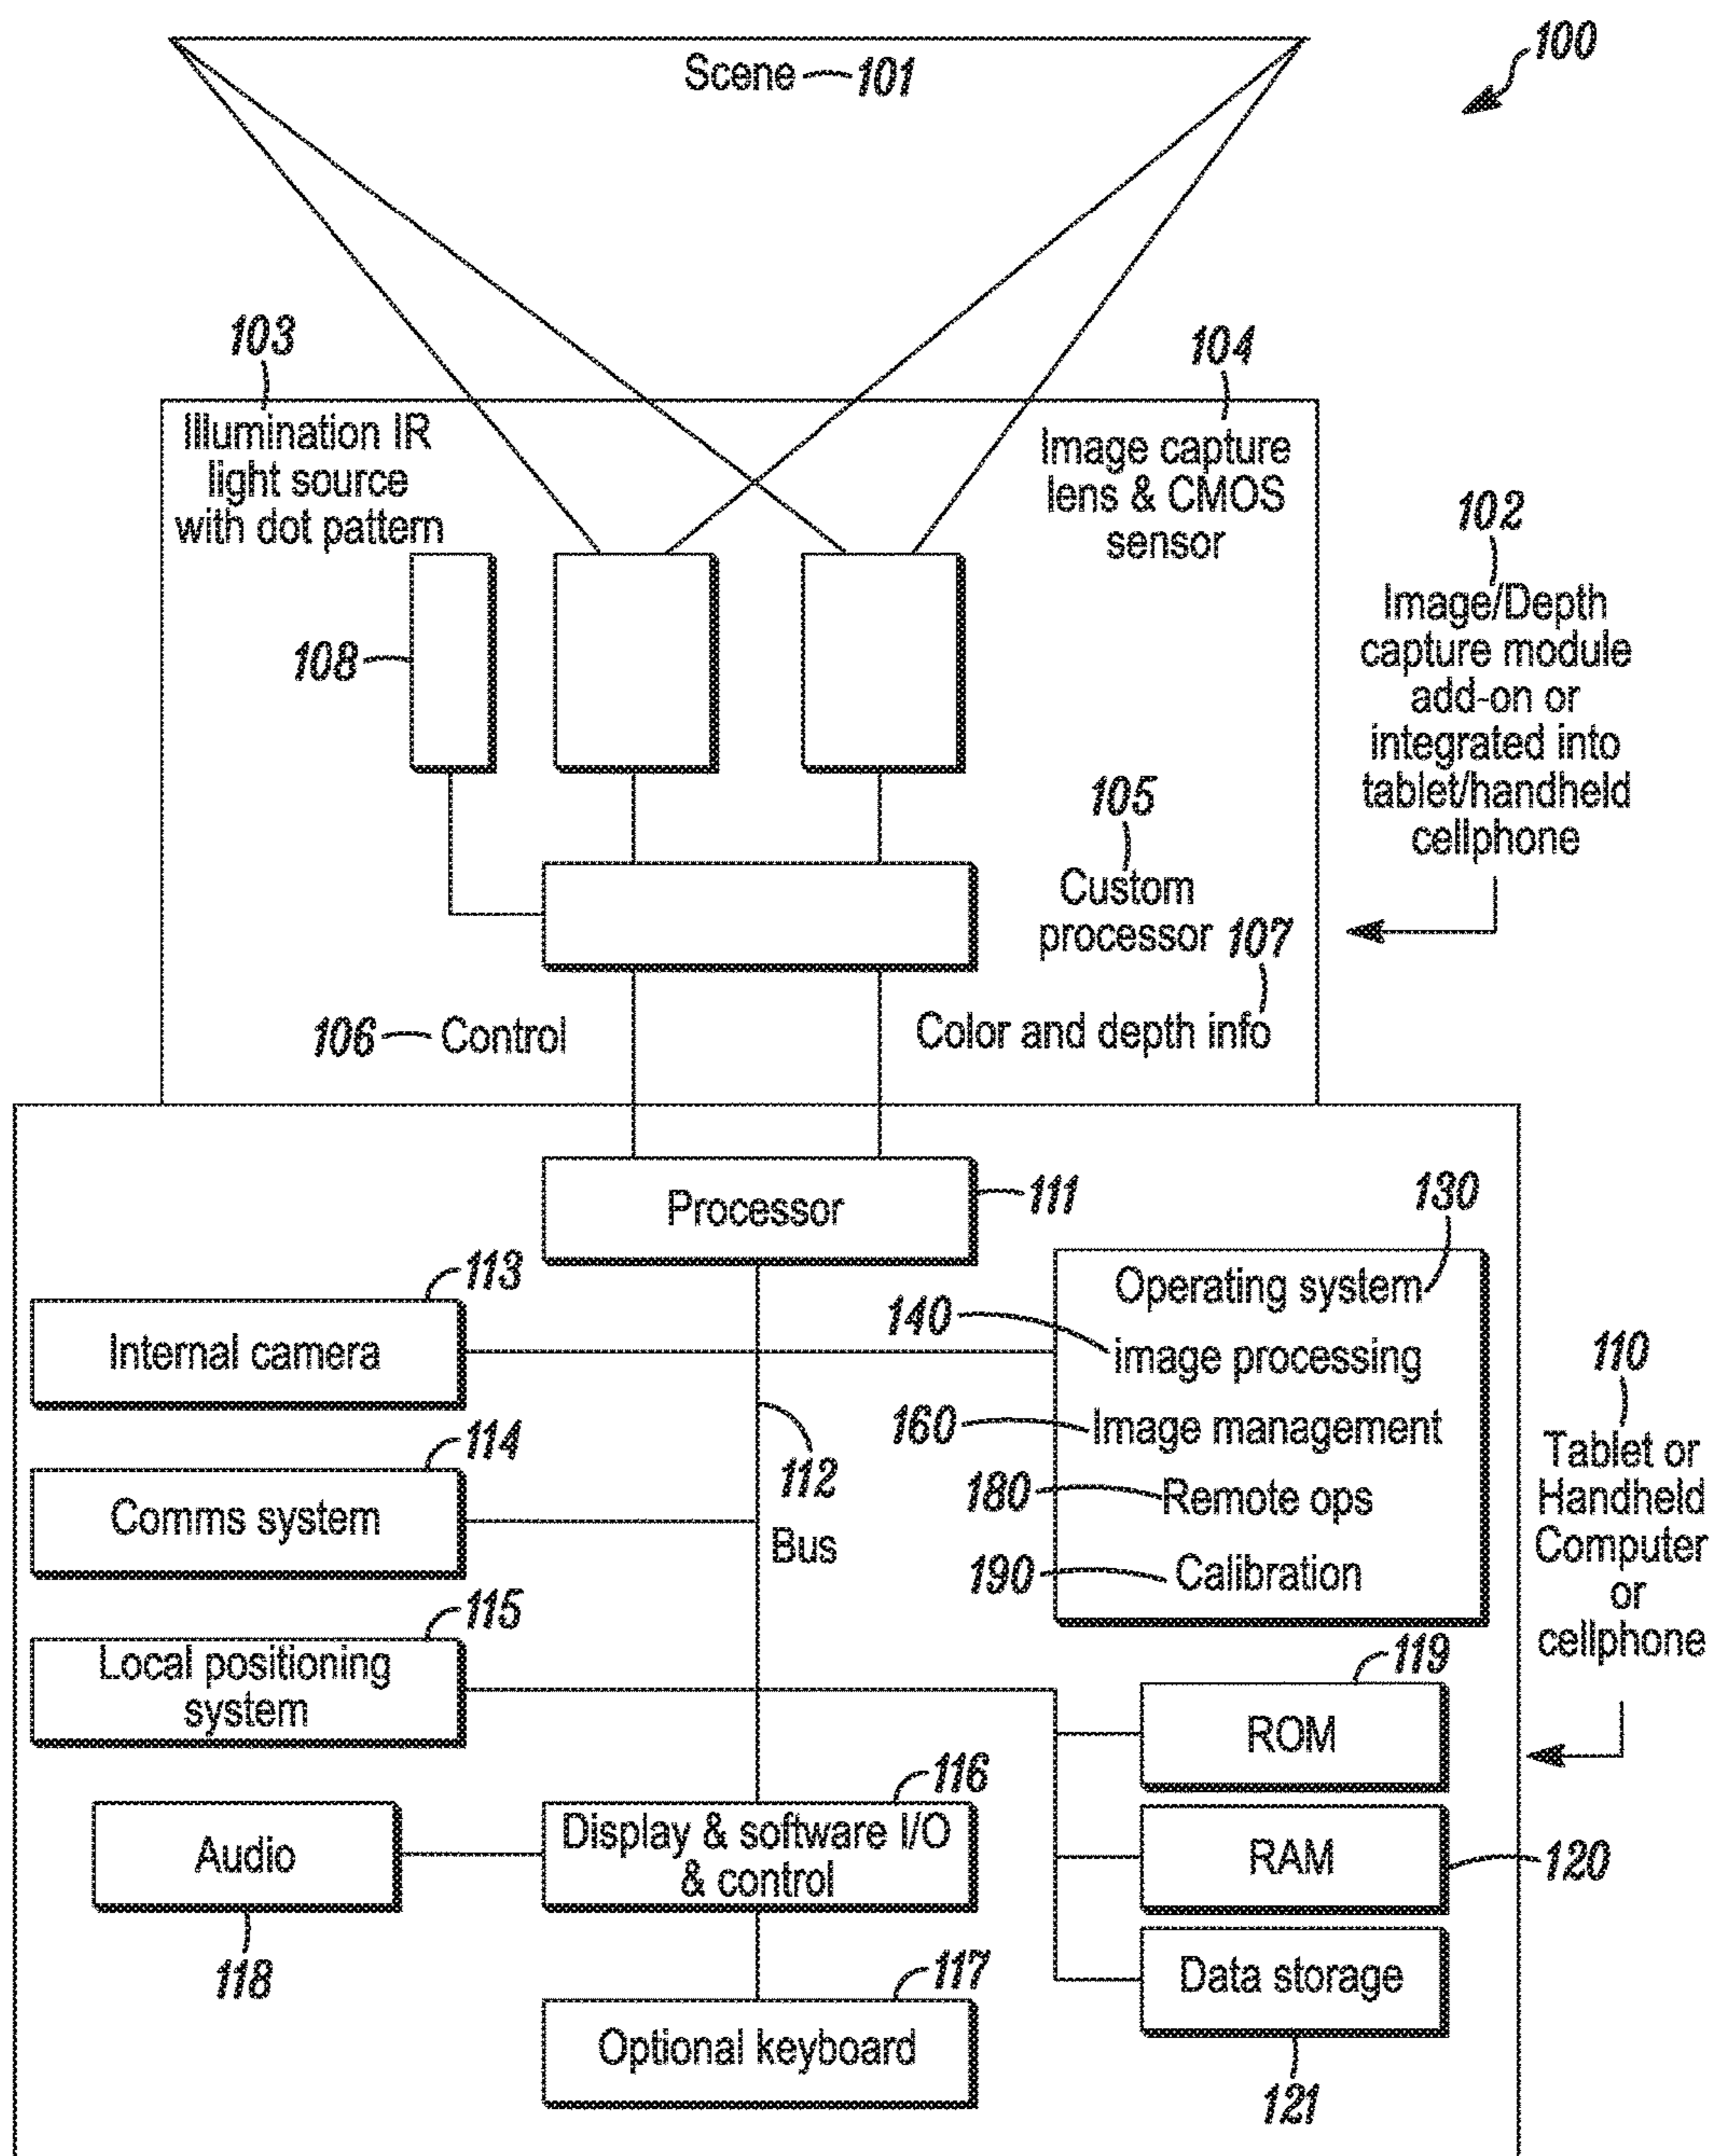 100
Scene 101
103
Illumination IR
light source
with dot pattern
104
Image capture
lens & CMOS
sensor
102
Image/Depth
capture module
add-on or
integrated into
tablet/handheld
cellphone
108
105
Custom
processor 107
106 Control
Color and depth info
Processor
111
130
Operating system
140
image processing
160
Image management
180 Remote ops
190 Calibration
113
Internal camera
114
Comms system
112
Bus
115
Local positioning
system
110
Tablet or
Handheld
Computer
or
cellphone
119
ROM
RAM
120
Data storage
121
116
Display & software I/O
& control
Audio
118
117
Optional keyboard